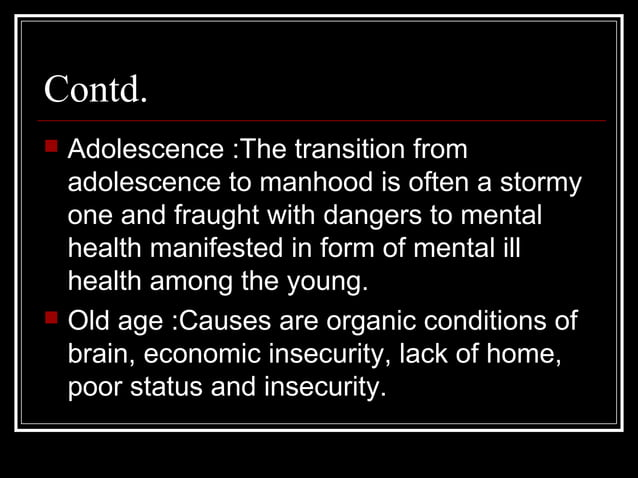 Contd.
Adolescence :The transition from
adolescence to manhood is often a stormy
one and fraught with dangers to mental
health manifested in form of mental ill
health among the young.
Old age :Causes are organic conditions of
brain, economic insecurity, lack of home,
poor status and insecurity.